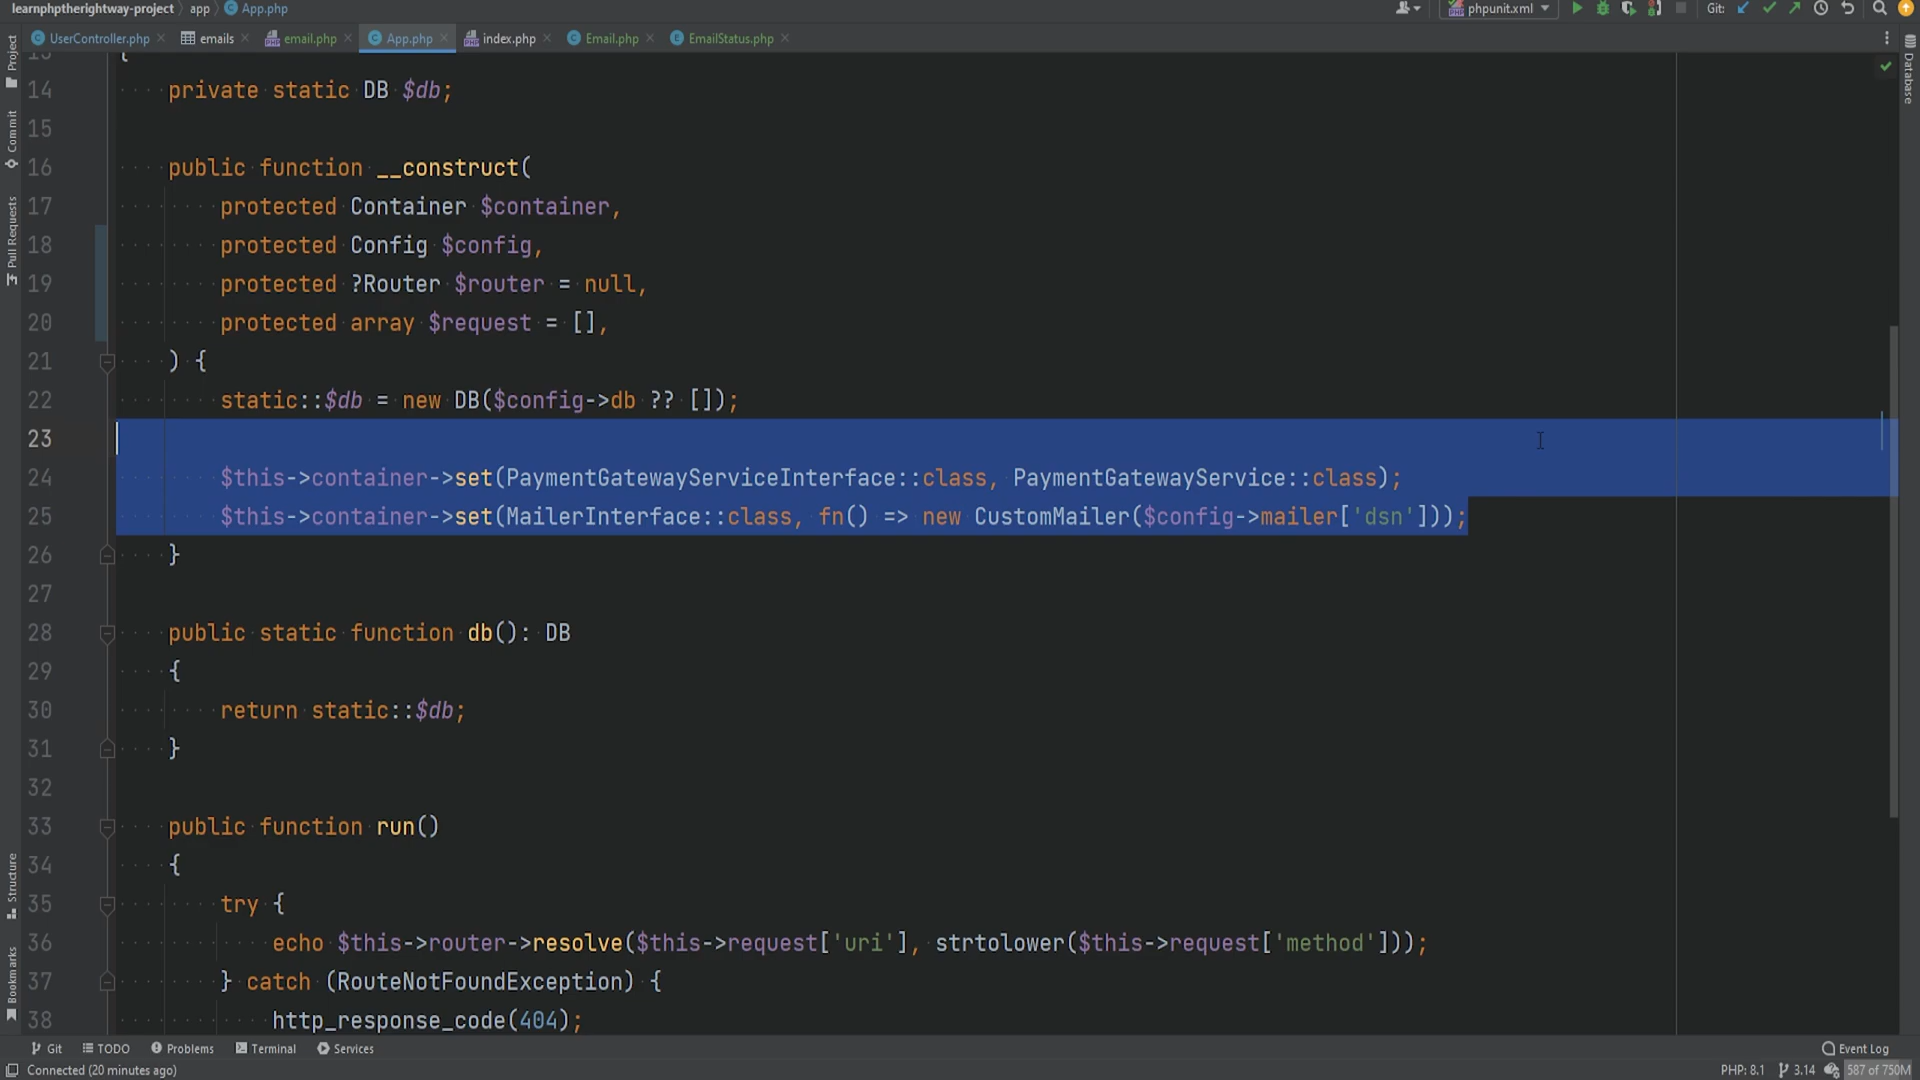 learnphptherightway-project app App.php phpunit.xml Git:
UserController.php emails email.php App.php index.php Email.php EmailStatus.php
Project
Commit
Pull Requests
Structure
Bookmarks
Database
{
14 private static DB $db;
15
16 public function __construct(
17 protected Container $container,
18 protected Config $config,
19 protected ?Router $router = null,
20 protected array $request = [],
21 ) {
22 static::$db = new DB($config->db ?? []);
23
24 $this->container->set(PaymentGatewayServiceInterface::class, PaymentGatewayService::class);
25 $this->container->set(MailerInterface::class, fn() => new CustomMailer($config->mailer['dsn']));
26 }
27
28 public static function db(): DB
29 {
30 return static::$db;
31 }
32
33 public function run()
34 {
35 try {
36 echo $this->router->resolve($this->request['uri'], strtolower($this->request['method']));
37 } catch (RouteNotFoundException) {
38 http_response_code(404);
Git TODO Problems Terminal Services Event Log
Connected (20 minutes ago) PHP: 8.1 3.14 587 of 750M